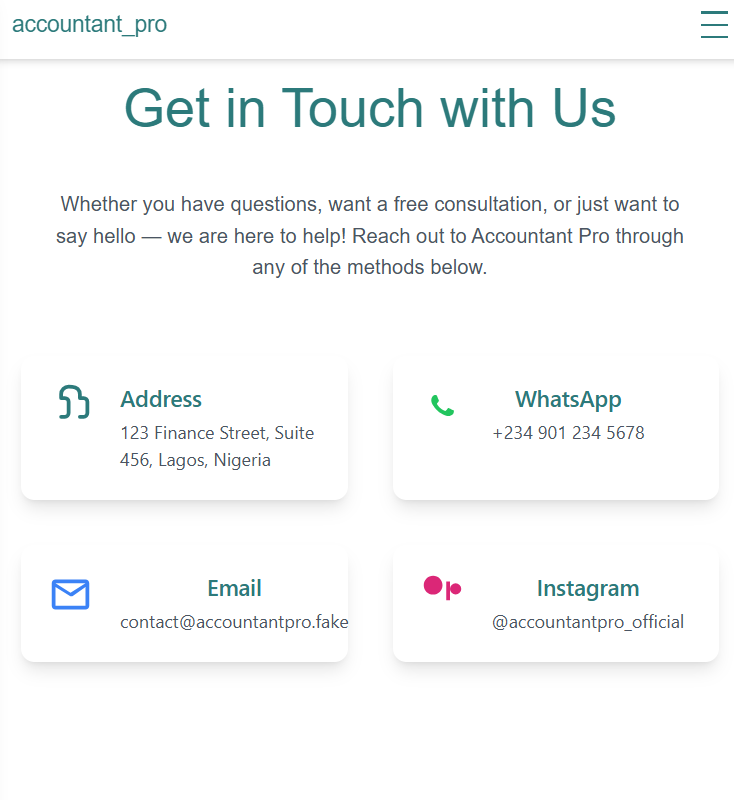 accountant_pro
Get in Touch with Us
Whether you have questions, want a free consultation, or just want to
say hello — we are here to help! Reach out to Accountant Pro through
any of the methods below.
Address
123 Finance Street, Suite
456, Lagos, Nigeria
WhatsApp
+234 901 234 5678
Email
contact@accountantpro.fake
Instagram
@accountantpro_official